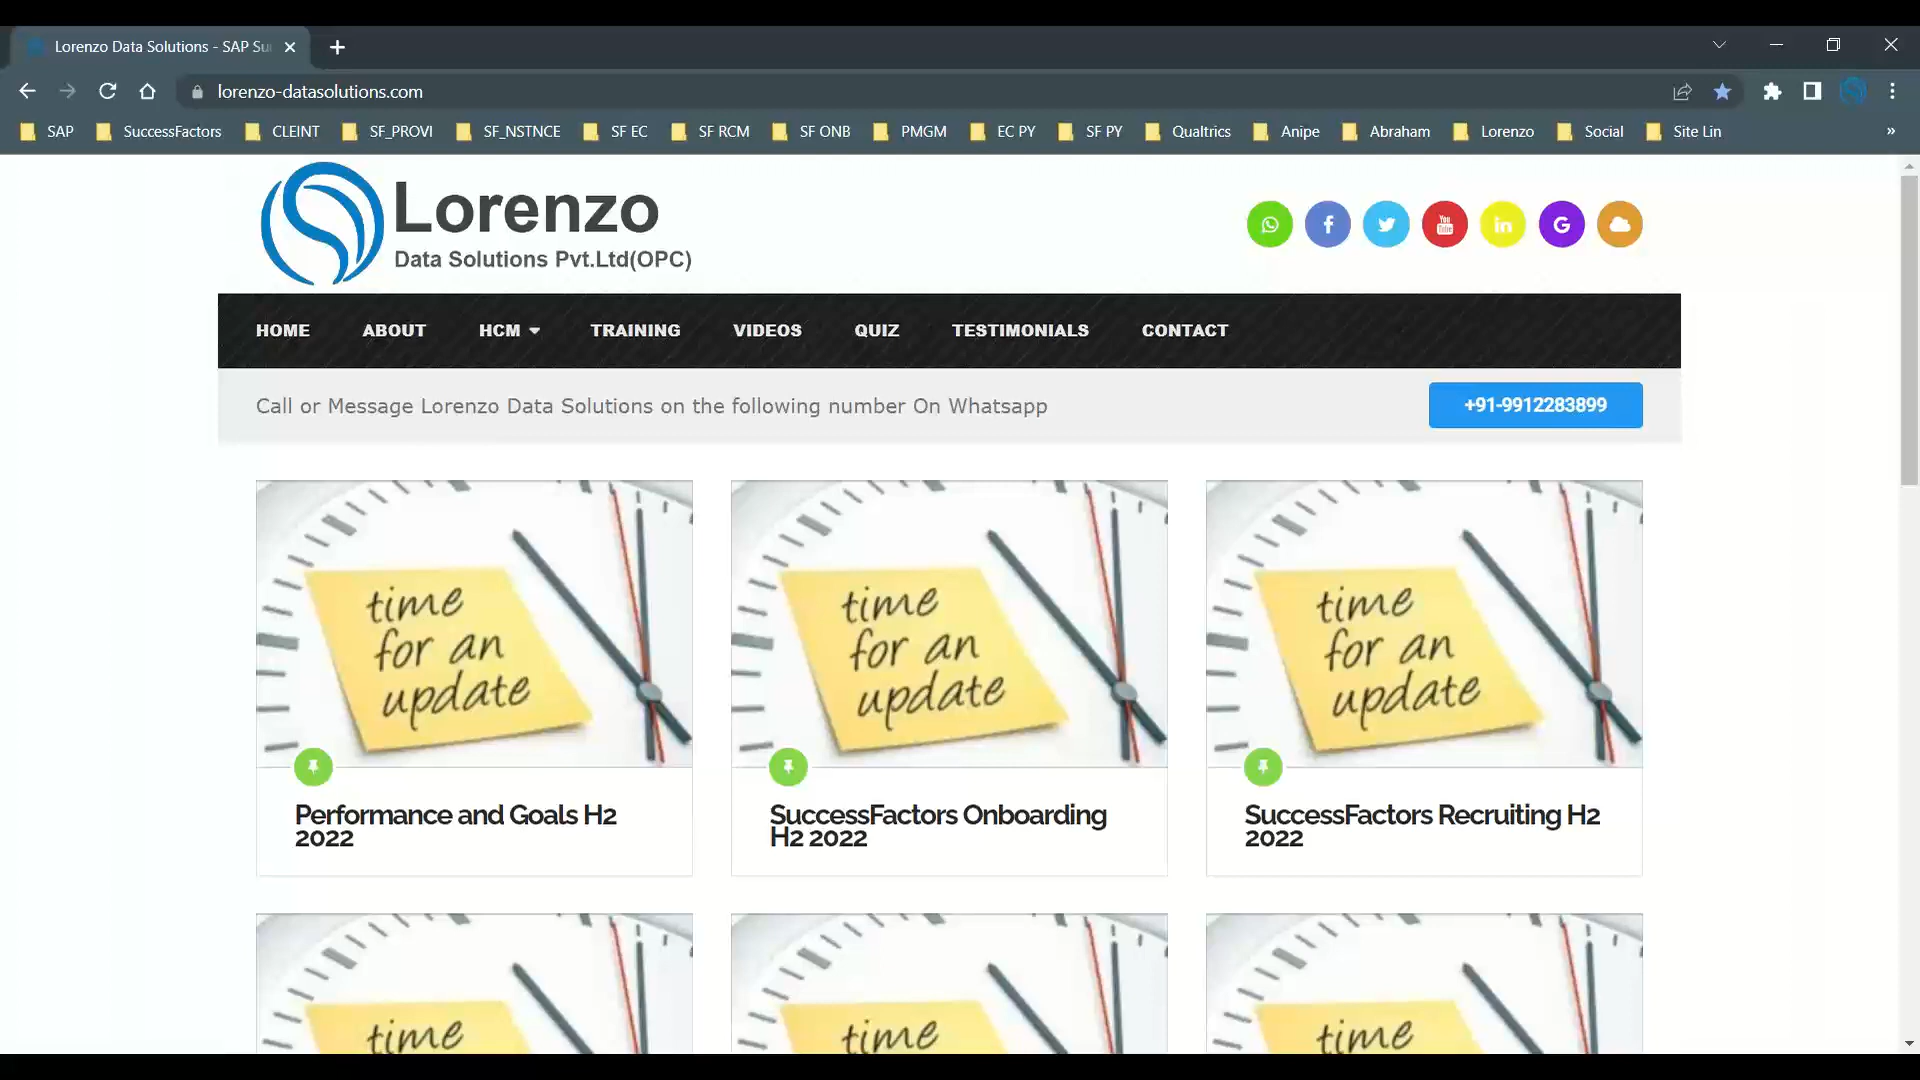 Lorenzo Data Solutions - SAP Su
lorenzo-datasolutions.com
SAP SuccessFactors CLEINT SF_PROVI SF_NSTNCE SF EC SF RCM SF ONB PMGM EC PY SF PY Qualtrics Anipe Abraham Lorenzo Social Site Lin »
Lorenzo
Data Solutions Pvt.Ltd(OPC)
You
Tube
in
G
HOME ABOUT HCM TRAINING VIDEOS QUIZ TESTIMONIALS CONTACT
Call or Message Lorenzo Data Solutions on the following number On Whatsapp
+91-9912283899
time
for an
update
time
for an
update
time
for an
update
Performance and Goals H2
2022
SuccessFactors Onboarding
H2 2022
SuccessFactors Recruiting H2
2022
time
time
time